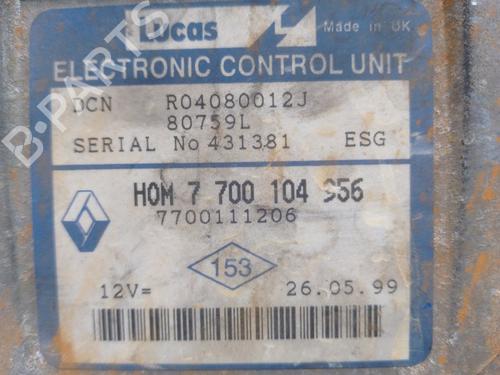 Lucas
Made in UK
ELECTRONIC CONTROL UNIT
DCN R04080012J
80759L
SERIAL No 431381 ESG
HOM 7 700 104 956
7700111206
153
12V= 26.05.99
B-PARTS